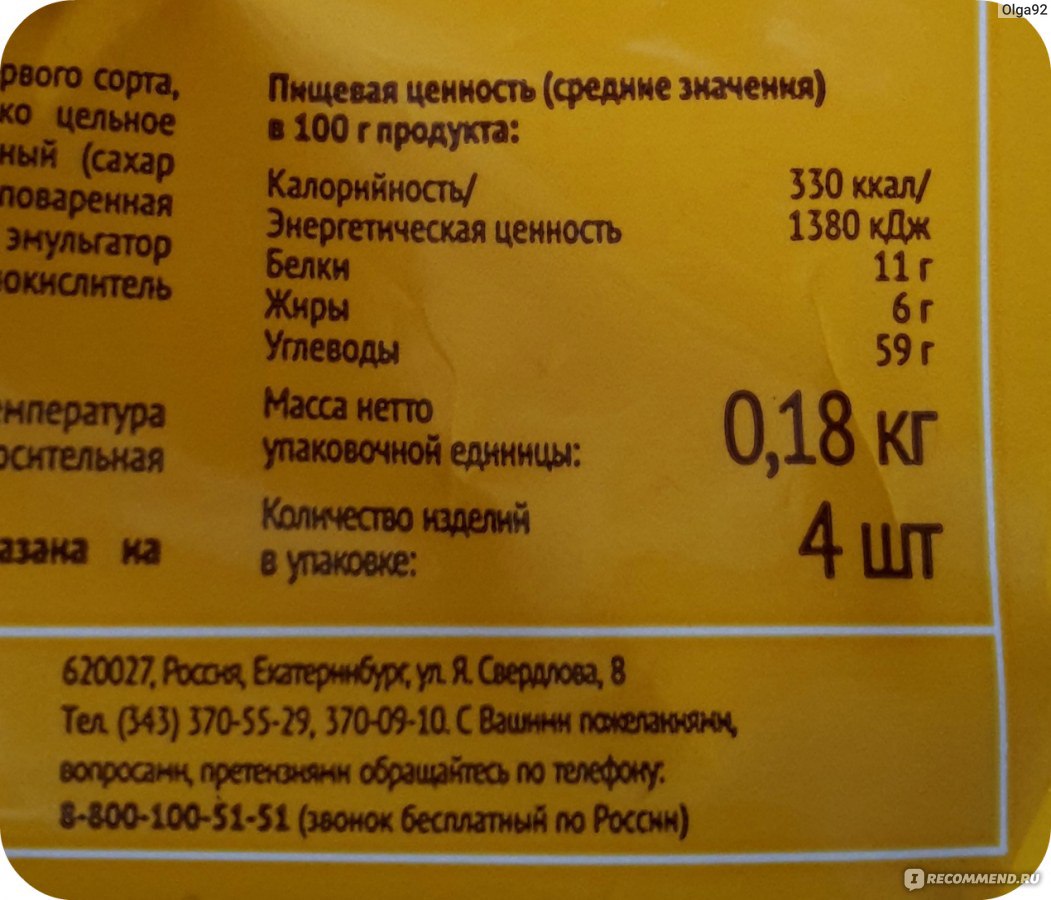 Olga92
рвого сорта,
ко цельное
ный (сахар
поваренная
эмульгатор
окислитель
емпература
осительная
азана на
Пищевая ценность (средние значения)
в 100 г продукта:
Калорийность/ 330 ккал/
Энергетическая ценность 1380 кДж
Белки 11 г
Жиры 6 г
Углеводы 59 г
Масса нетто
упаковочной единицы: 0,18 кг
Количество изделий
в упаковке: 4 шт
620027, Россия, Екатеринбург, ул. Я. Свердлова, 8
Тел. (343) 370-55-29, 370-09-10. С Вашими пожеланиями,
вопросами, претензиями обращайтесь по телефону:
8-800-100-51-51 (звонок бесплатный по России)
IRECOMMEND.RU